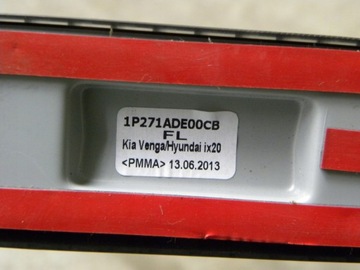 1P271ADE00CB
FL
Kia Venga/Hyundai ix20
<PMMA> 13.06.2013